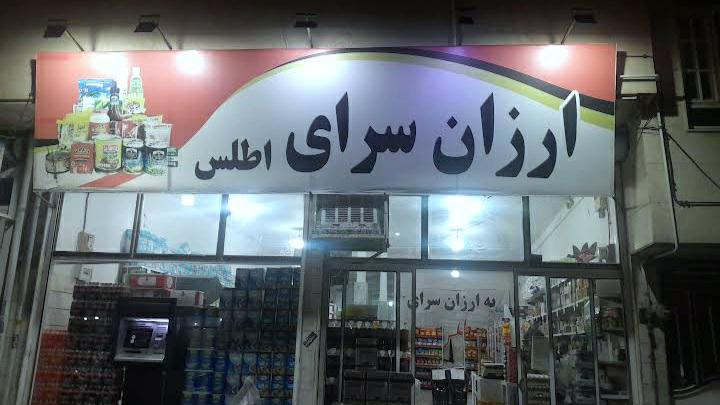 ارزان سرای اطلس
به ارزان سرای